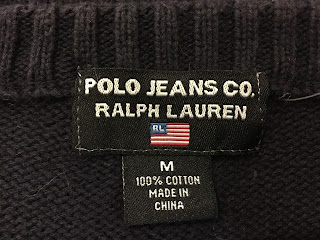 POLO JEANS CO.
RALPH LAUREN
RL
M
100% COTTON
MADE IN
CHINA